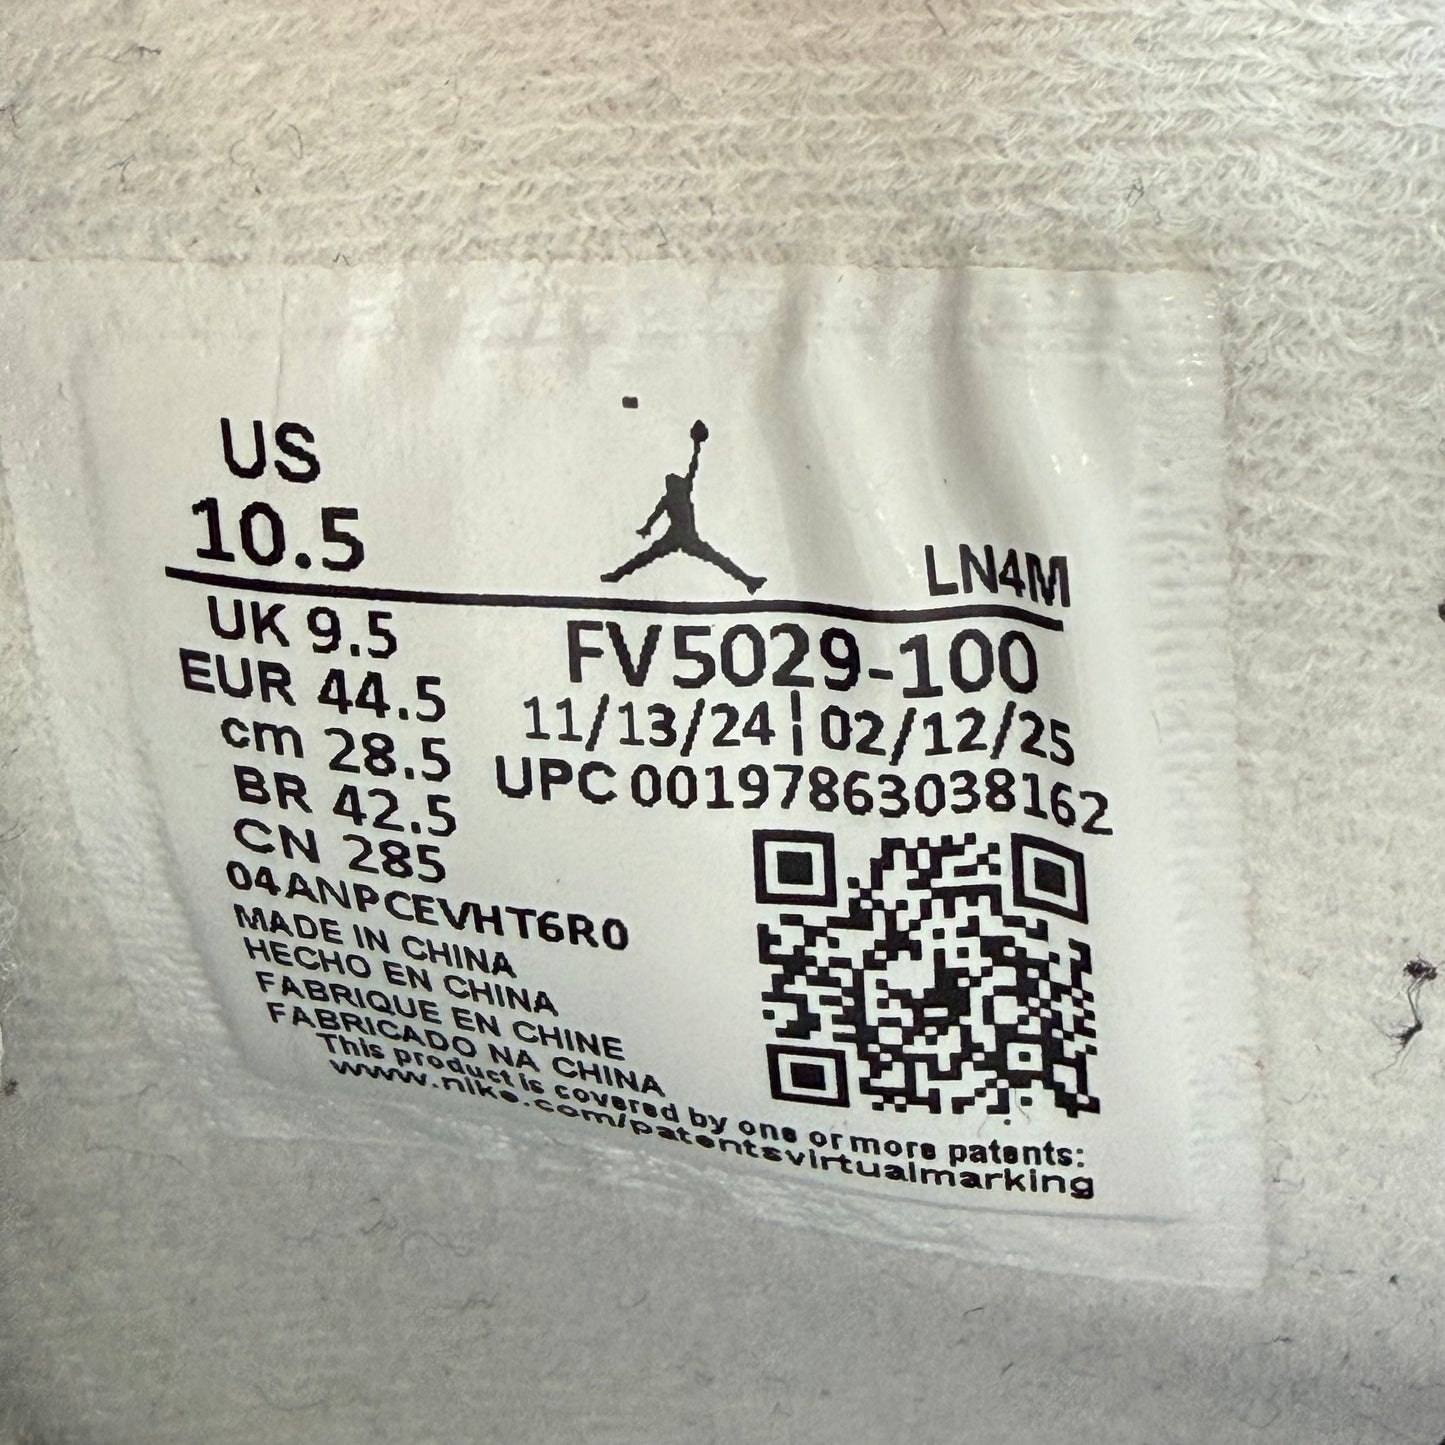 US
10.5
LN4M
UK 9.5
EUR 44.5
cm 28.5
BR 42.5
CN 285
FV5029-100
11/13/24 | 02/12/25
UPC 00197863038162
04ANPCEVHT6R0
MADE IN CHINA
HECHO EN CHINA
FABRIQUE EN CHINE
FABRICADO NA CHINA
This product is covered by one or more patents:
www.nike.com/patentsvirtualmarking